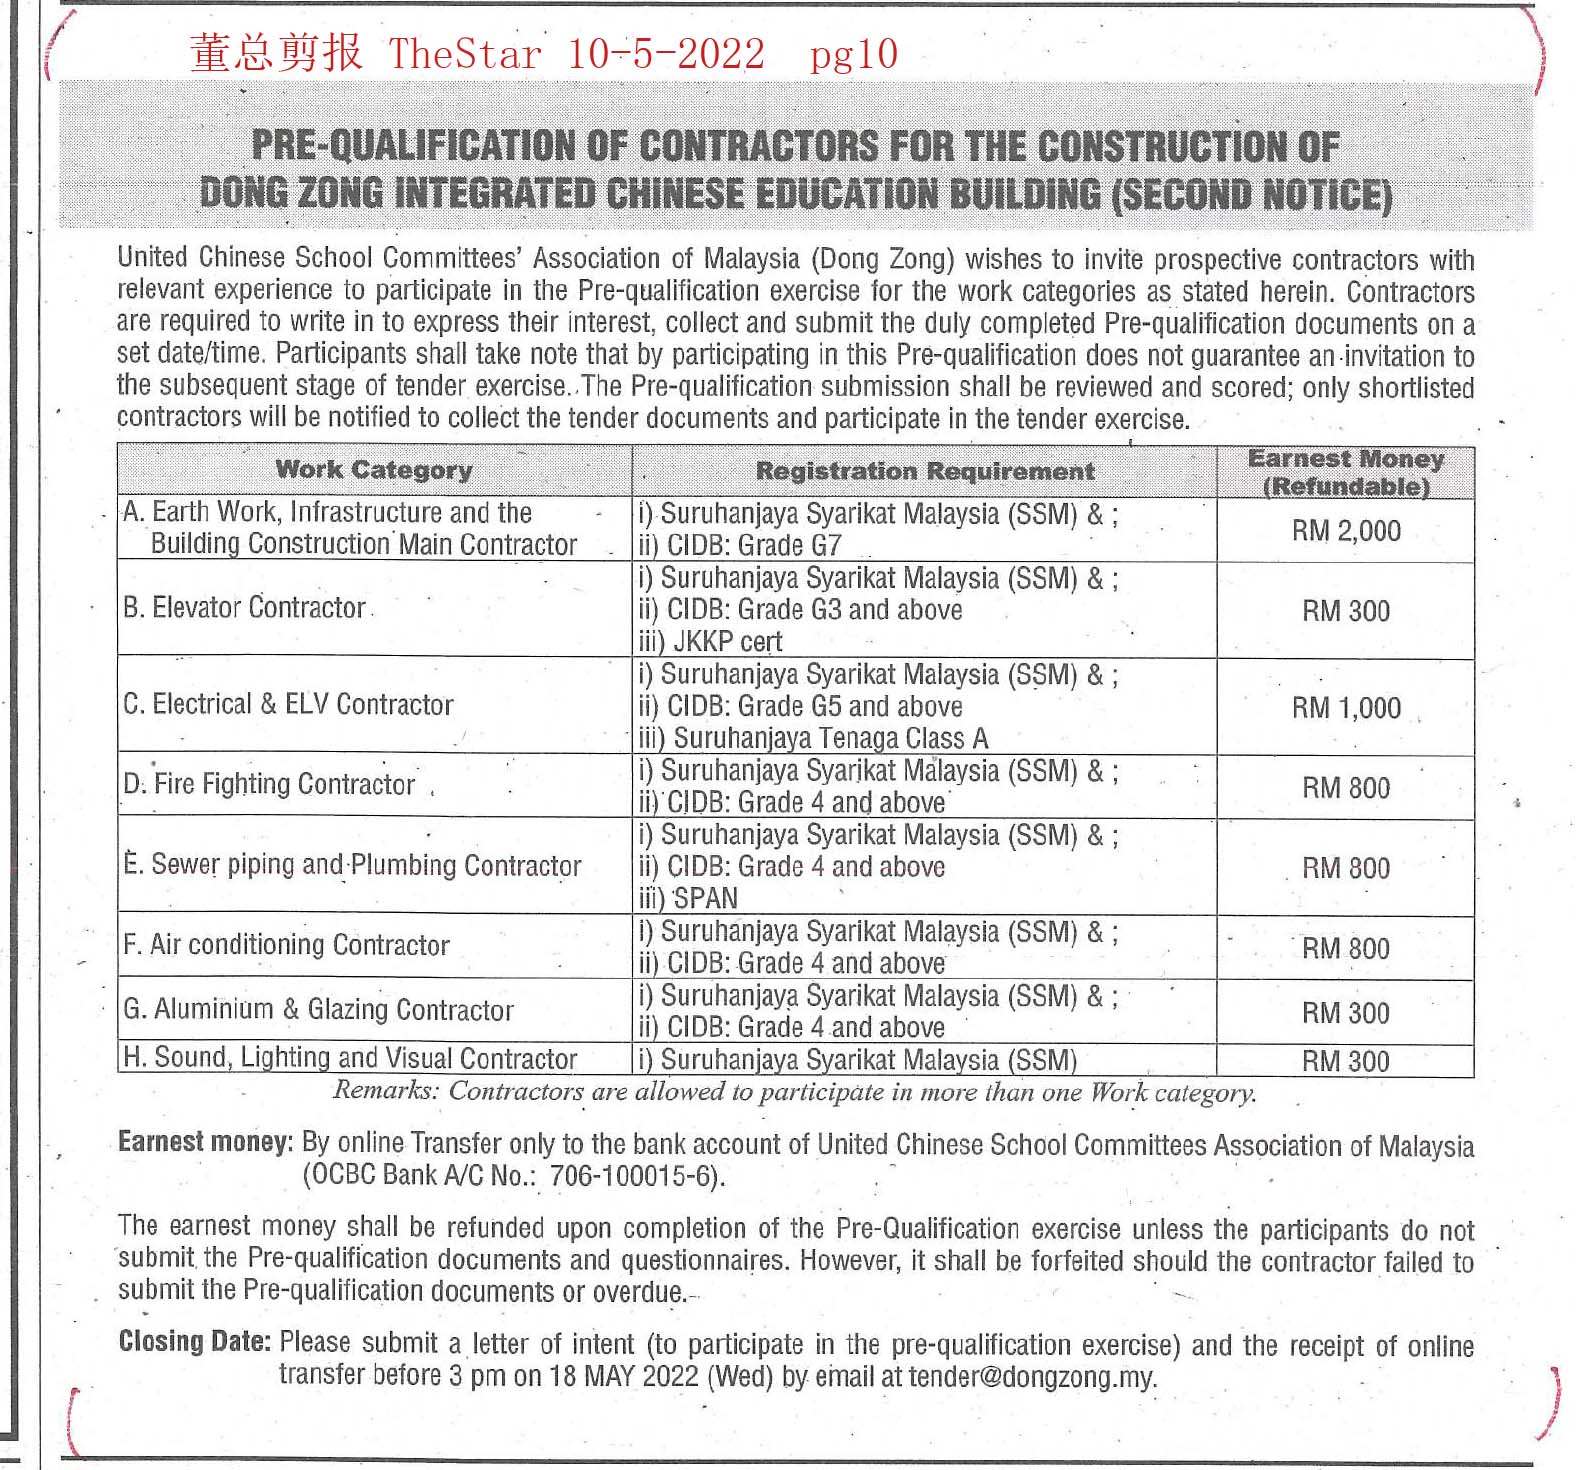 董总剪报 TheStar 10-5-2022 pg10
PRE-QUALIFICATION OF CONTRACTORS FOR THE CONSTRUCTION OF
DONG ZONG INTEGRATED CHINESE EDUCATION BUILDING (SECOND NOTICE)
United Chinese School Committees' Association of Malaysia (Dong Zong) wishes to invite prospective contractors with
relevant experience to participate in the Pre-qualification exercise for the work categories as stated herein. Contractors
are required to write in to express their interest, collect and submit the duly completed Pre-qualification documents on a
set date/time. Participants shall take note that by participating in this Pre-qualification does not guarantee an invitation to
the subsequent stage of tender exercise. The Pre-qualification submission shall be reviewed and scored; only shortlisted
contractors will be notified to collect the tender documents and participate in the tender exercise.
Work Category
Registration Requirement
Earnest Money
(Refundable)
A. Earth Work, Infrastructure and the
Building Construction Main Contractor
i) Suruhanjaya Syarikat Malaysia (SSM) & ;
ii) CIDB: Grade G7
RM 2,000
B. Elevator Contractor
i) Suruhanjaya Syarikat Malaysia (SSM) & ;
ii) CIDB: Grade G3 and above
iii) JKKP cert
RM 300
C. Electrical & ELV Contractor
i) Suruhanjaya Syarikat Malaysia (SSM) & ;
ii) CIDB: Grade G5 and above
iii) Suruhanjaya Tenaga Class A
RM 1,000
D. Fire Fighting Contractor
i) Suruhanjaya Syarikat Malaysia (SSM) & ;
ii) CIDB: Grade 4 and above
RM 800
E. Sewer piping and Plumbing Contractor
i) Suruhanjaya Syarikat Malaysia (SSM) & ;
ii) CIDB: Grade 4 and above
iii) SPAN
RM 800
F. Air conditioning Contractor
i) Suruhanjaya Syarikat Malaysia (SSM) & ;
ii) CIDB: Grade 4 and above
RM 800
G. Aluminium & Glazing Contractor
i) Suruhanjaya Syarikat Malaysia (SSM) & ;
ii) CIDB: Grade 4 and above
RM 300
H. Sound, Lighting and Visual Contractor
i) Suruhanjaya Syarikat Malaysia (SSM)
RM 300
Remarks: Contractors are allowed to participate in more than one Work category.
Earnest money: By online Transfer only to the bank account of United Chinese School Committees Association of Malaysia
(OCBC Bank A/C No.: 706-100015-6).
The earnest money shall be refunded upon completion of the Pre-Qualification exercise unless the participants do not
submit the Pre-qualification documents and questionnaires. However, it shall be forfeited should the contractor failed to
submit the Pre-qualification documents or overdue.
Closing Date: Please submit a letter of intent (to participate in the pre-qualification exercise) and the receipt of online
transfer before 3 pm on 18 MAY 2022 (Wed) by email at tender@dongzong.my.